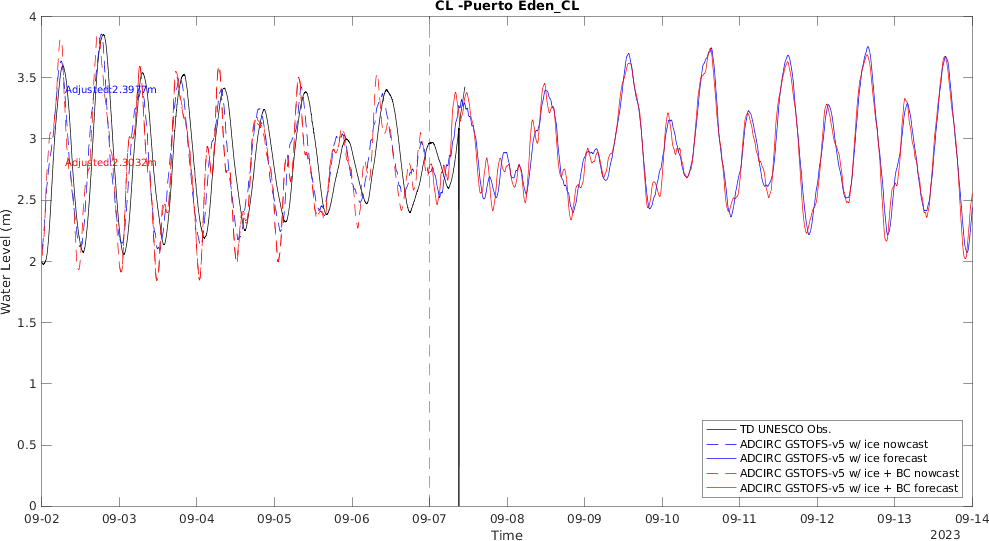 CL -Puerto Eden_CL
4
3.5
3
2.5
2
1.5
1
0.5
0
Water Level (m)
Adjusted:2.3977m
Adjusted:2.3032m
TD UNESCO Obs.
ADCIRC GSTOFS-v5 w/ ice nowcast
ADCIRC GSTOFS-v5 w/ ice forecast
ADCIRC GSTOFS-v5 w/ ice + BC nowcast
ADCIRC GSTOFS-v5 w/ ice + BC forecast
09-02 09-03 09-04 09-05 09-06 09-07 09-08 09-09 09-10 09-11 09-12 09-13 09-14
Time
2023